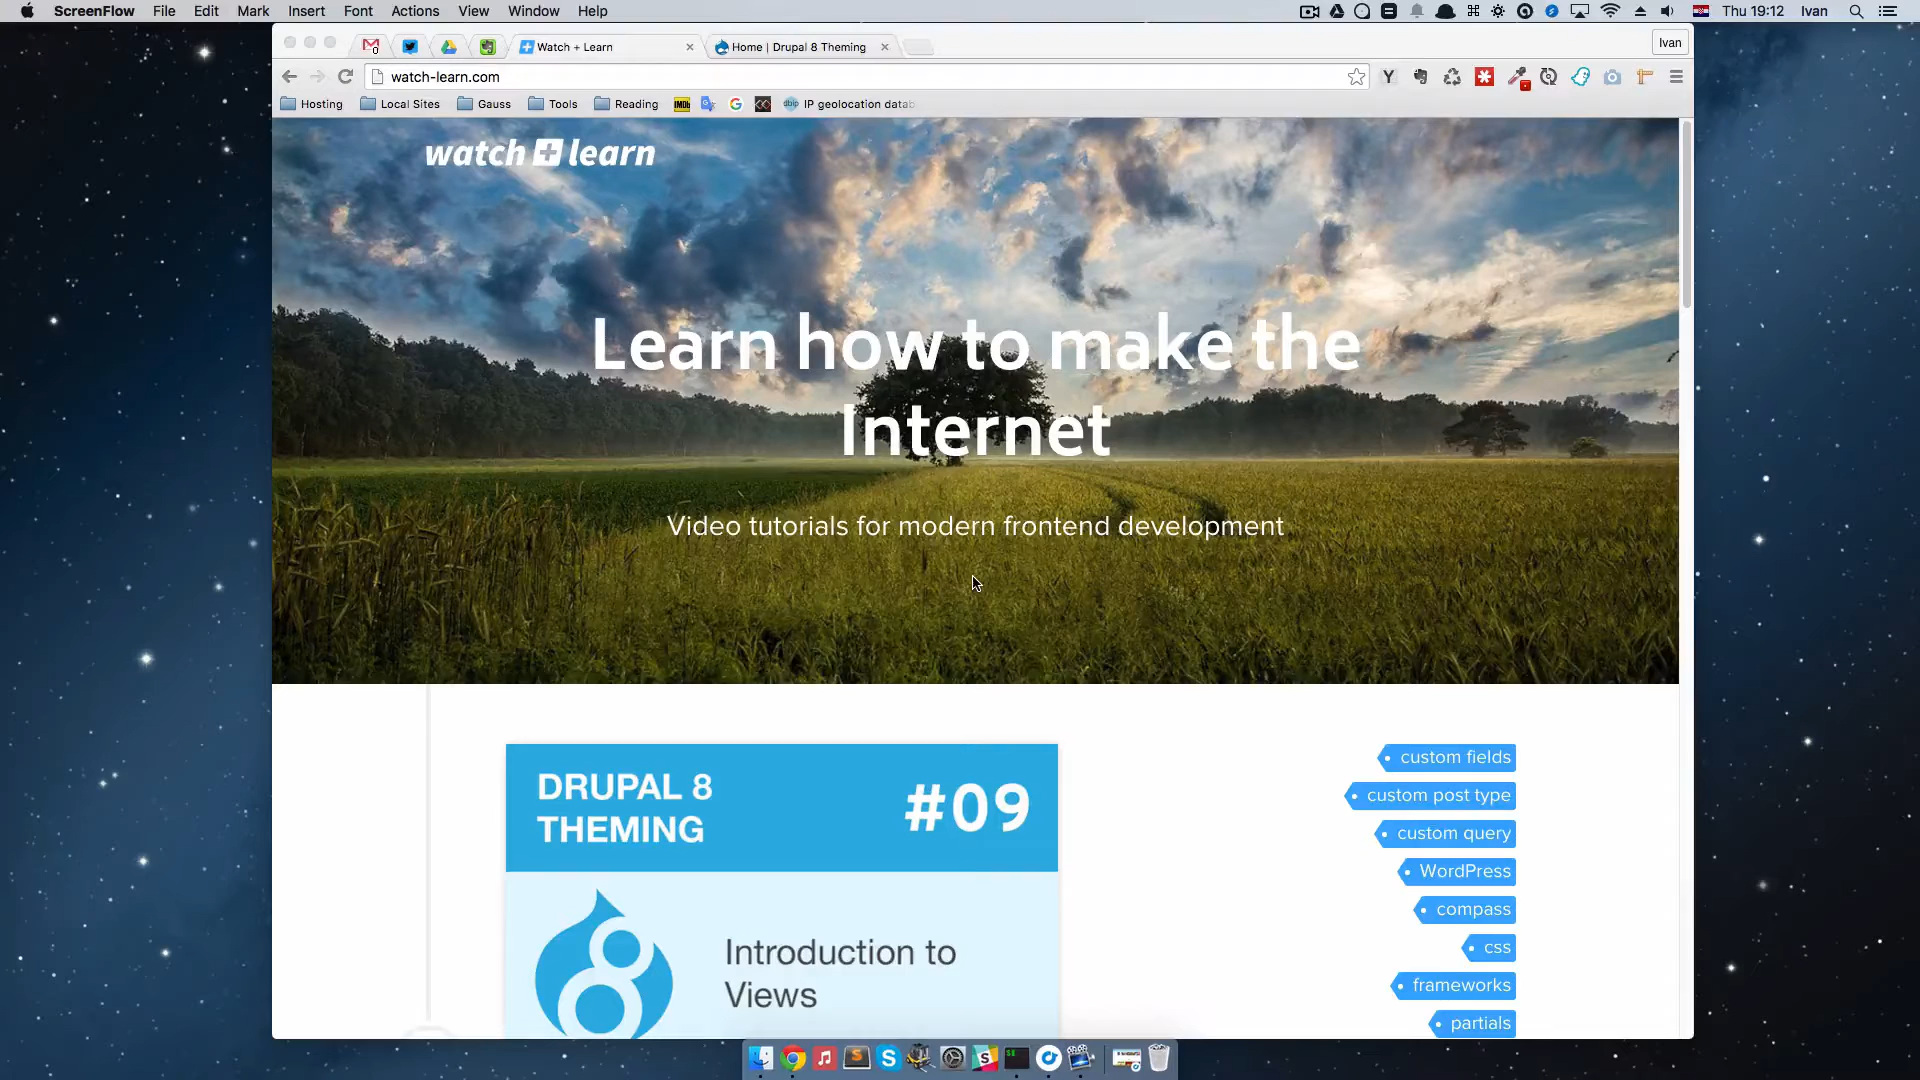 ScreenFlow File Edit Mark Insert Font Actions View Window Help Thu 19:12 Ivan
Watch + Learn Home | Drupal 8 Theming Ivan
watch-learn.com
Hosting Local Sites Gauss Tools Reading IMDb G IP geolocation datab
watch + learn
Learn how to make the
Internet
Video tutorials for modern frontend development
DRUPAL 8
THEMING
#09
Introduction to
Views
custom fields
custom post type
custom query
WordPress
compass
css
frameworks
partials